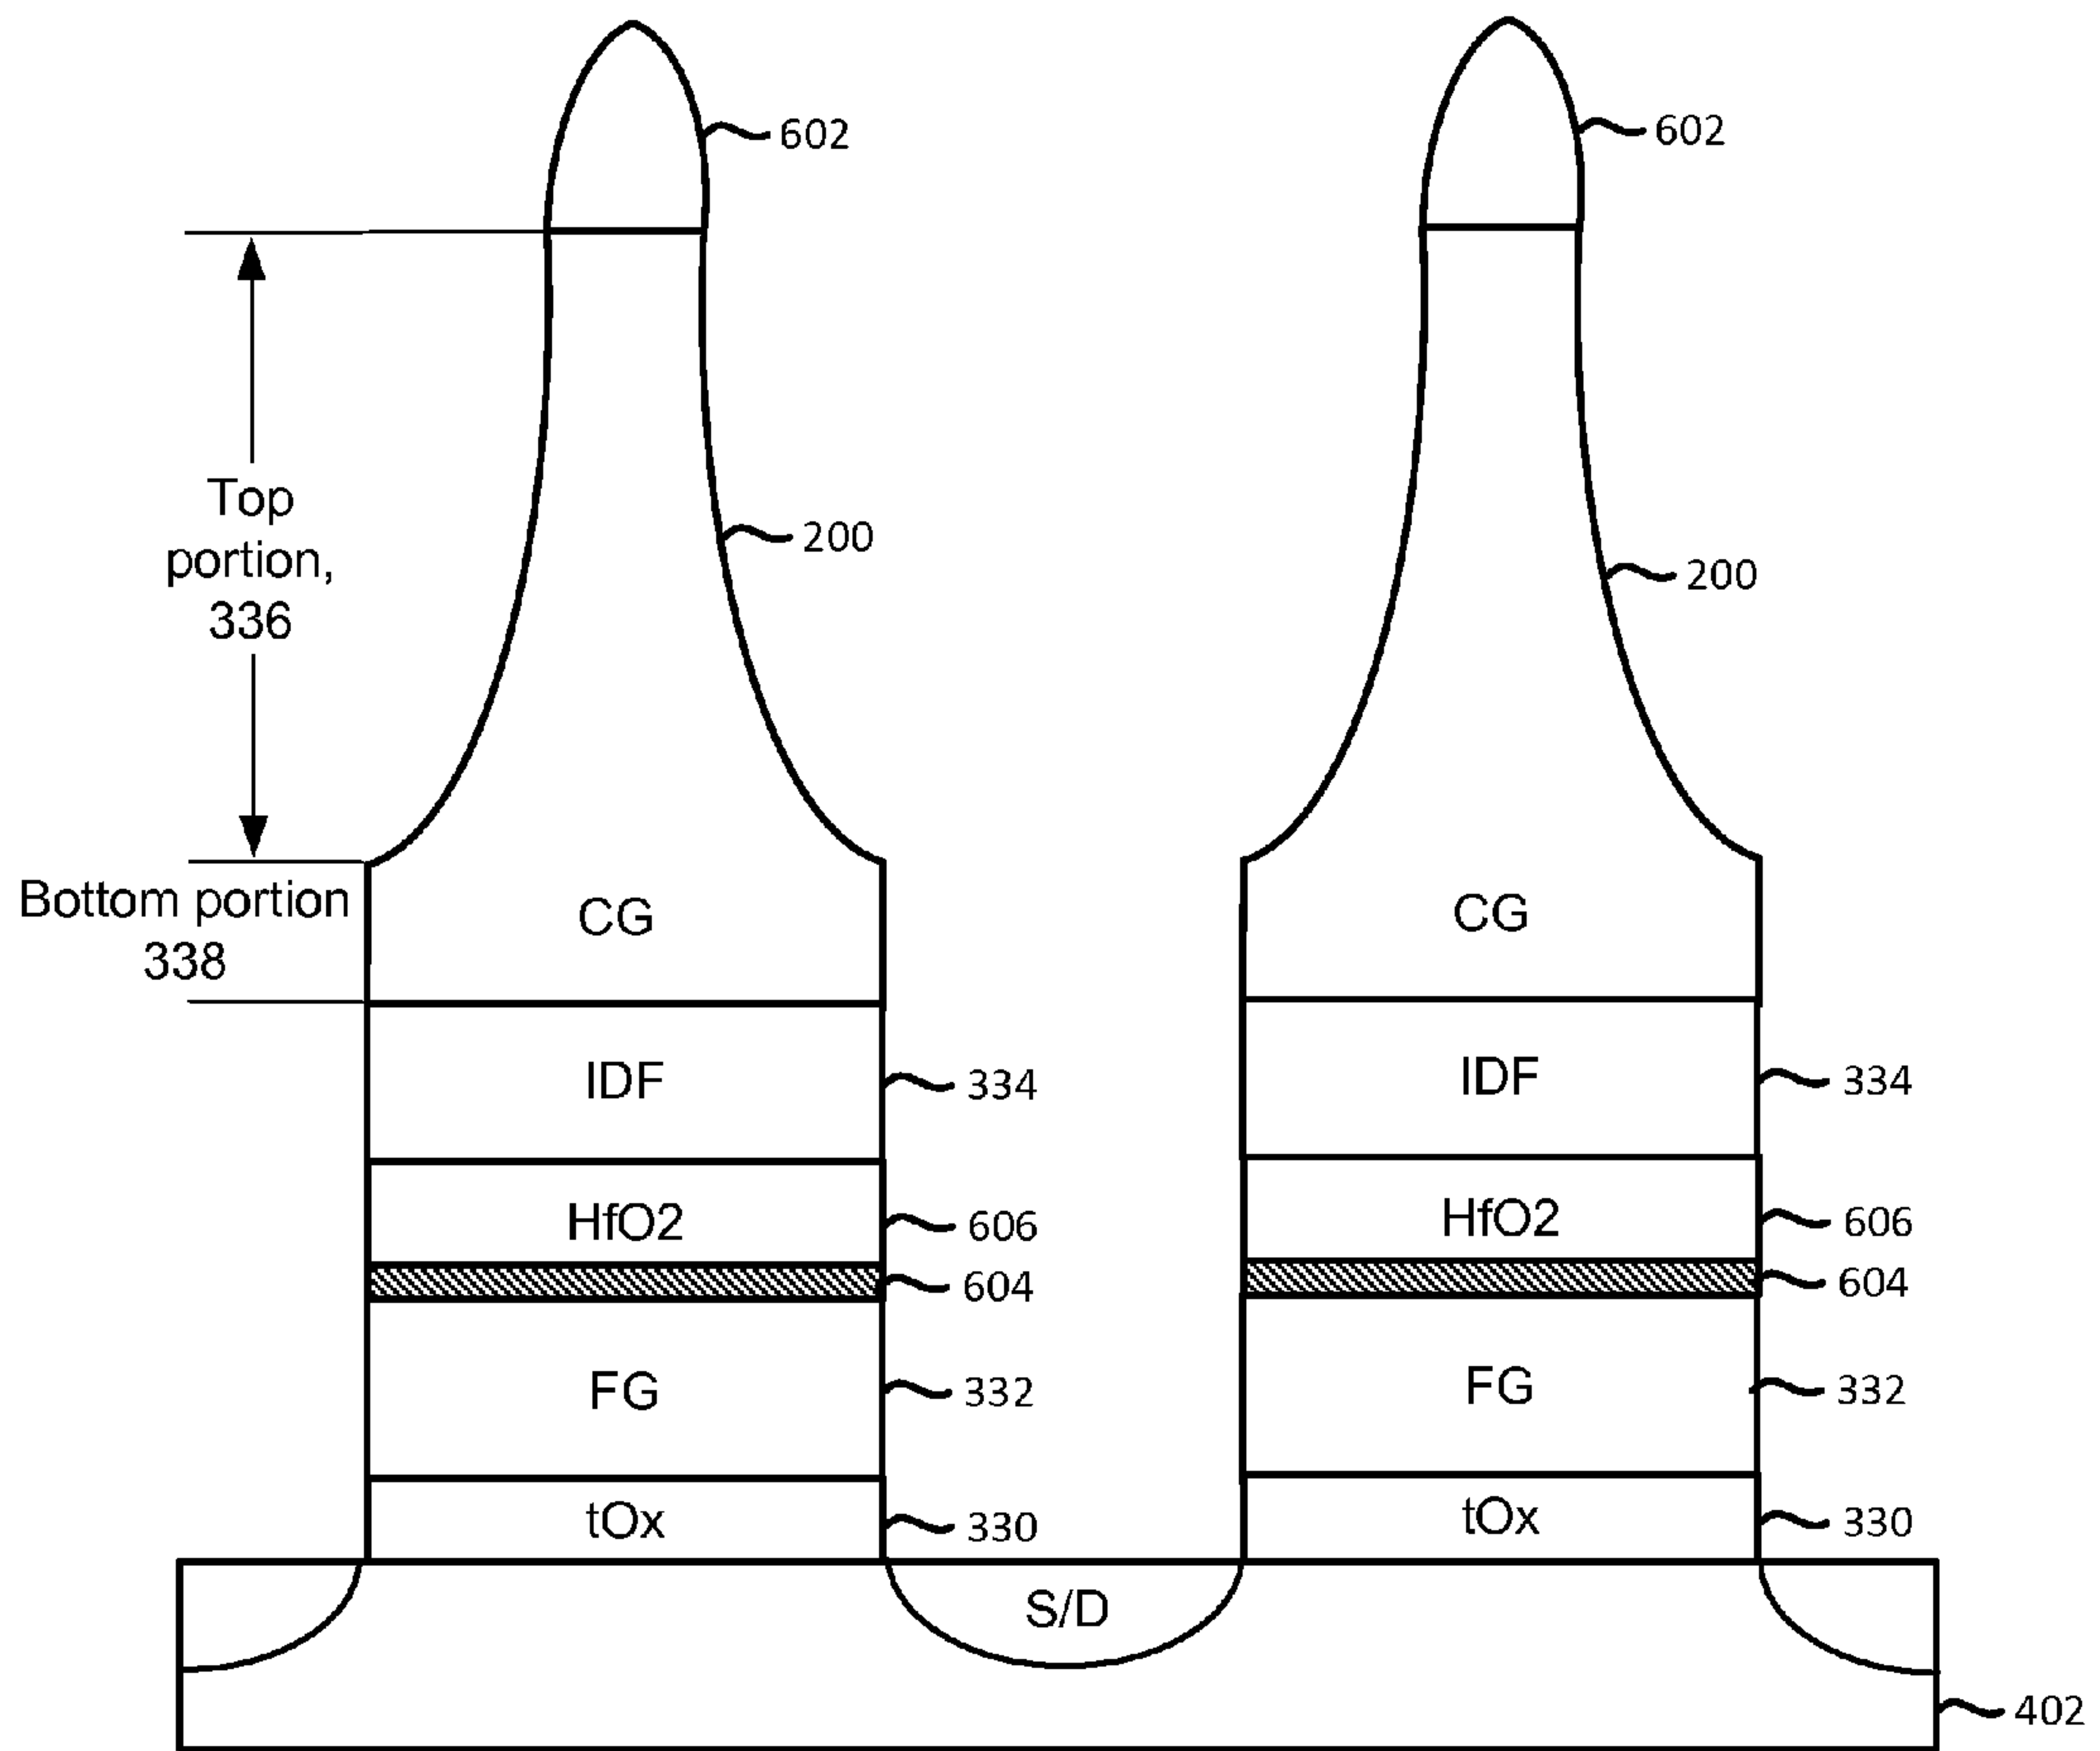 602
602
Top
portion,
336
200
200
Bottom portion
338
CG
CG
IDF
334
IDF
334
HfO2
606
HfO2
606
604
604
FG
332
FG
332
tOx
330
tOx
330
S/D
402